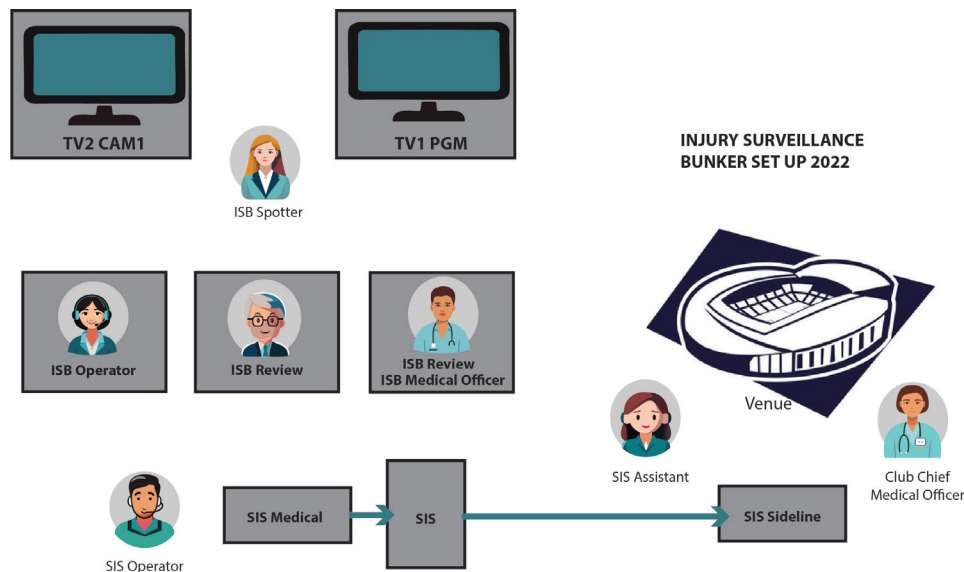 TV2 CAM1
TV1 PGM
ISB Spotter
INJURY SURVEILLANCE
BUNKER SET UP 2022
ISB Operator
ISB Review
ISB Review
ISB Medical Officer
Venue
SIS Assistant
Club Chief
Medical Officer
SIS Operator
SIS Medical
SIS
SIS Sideline